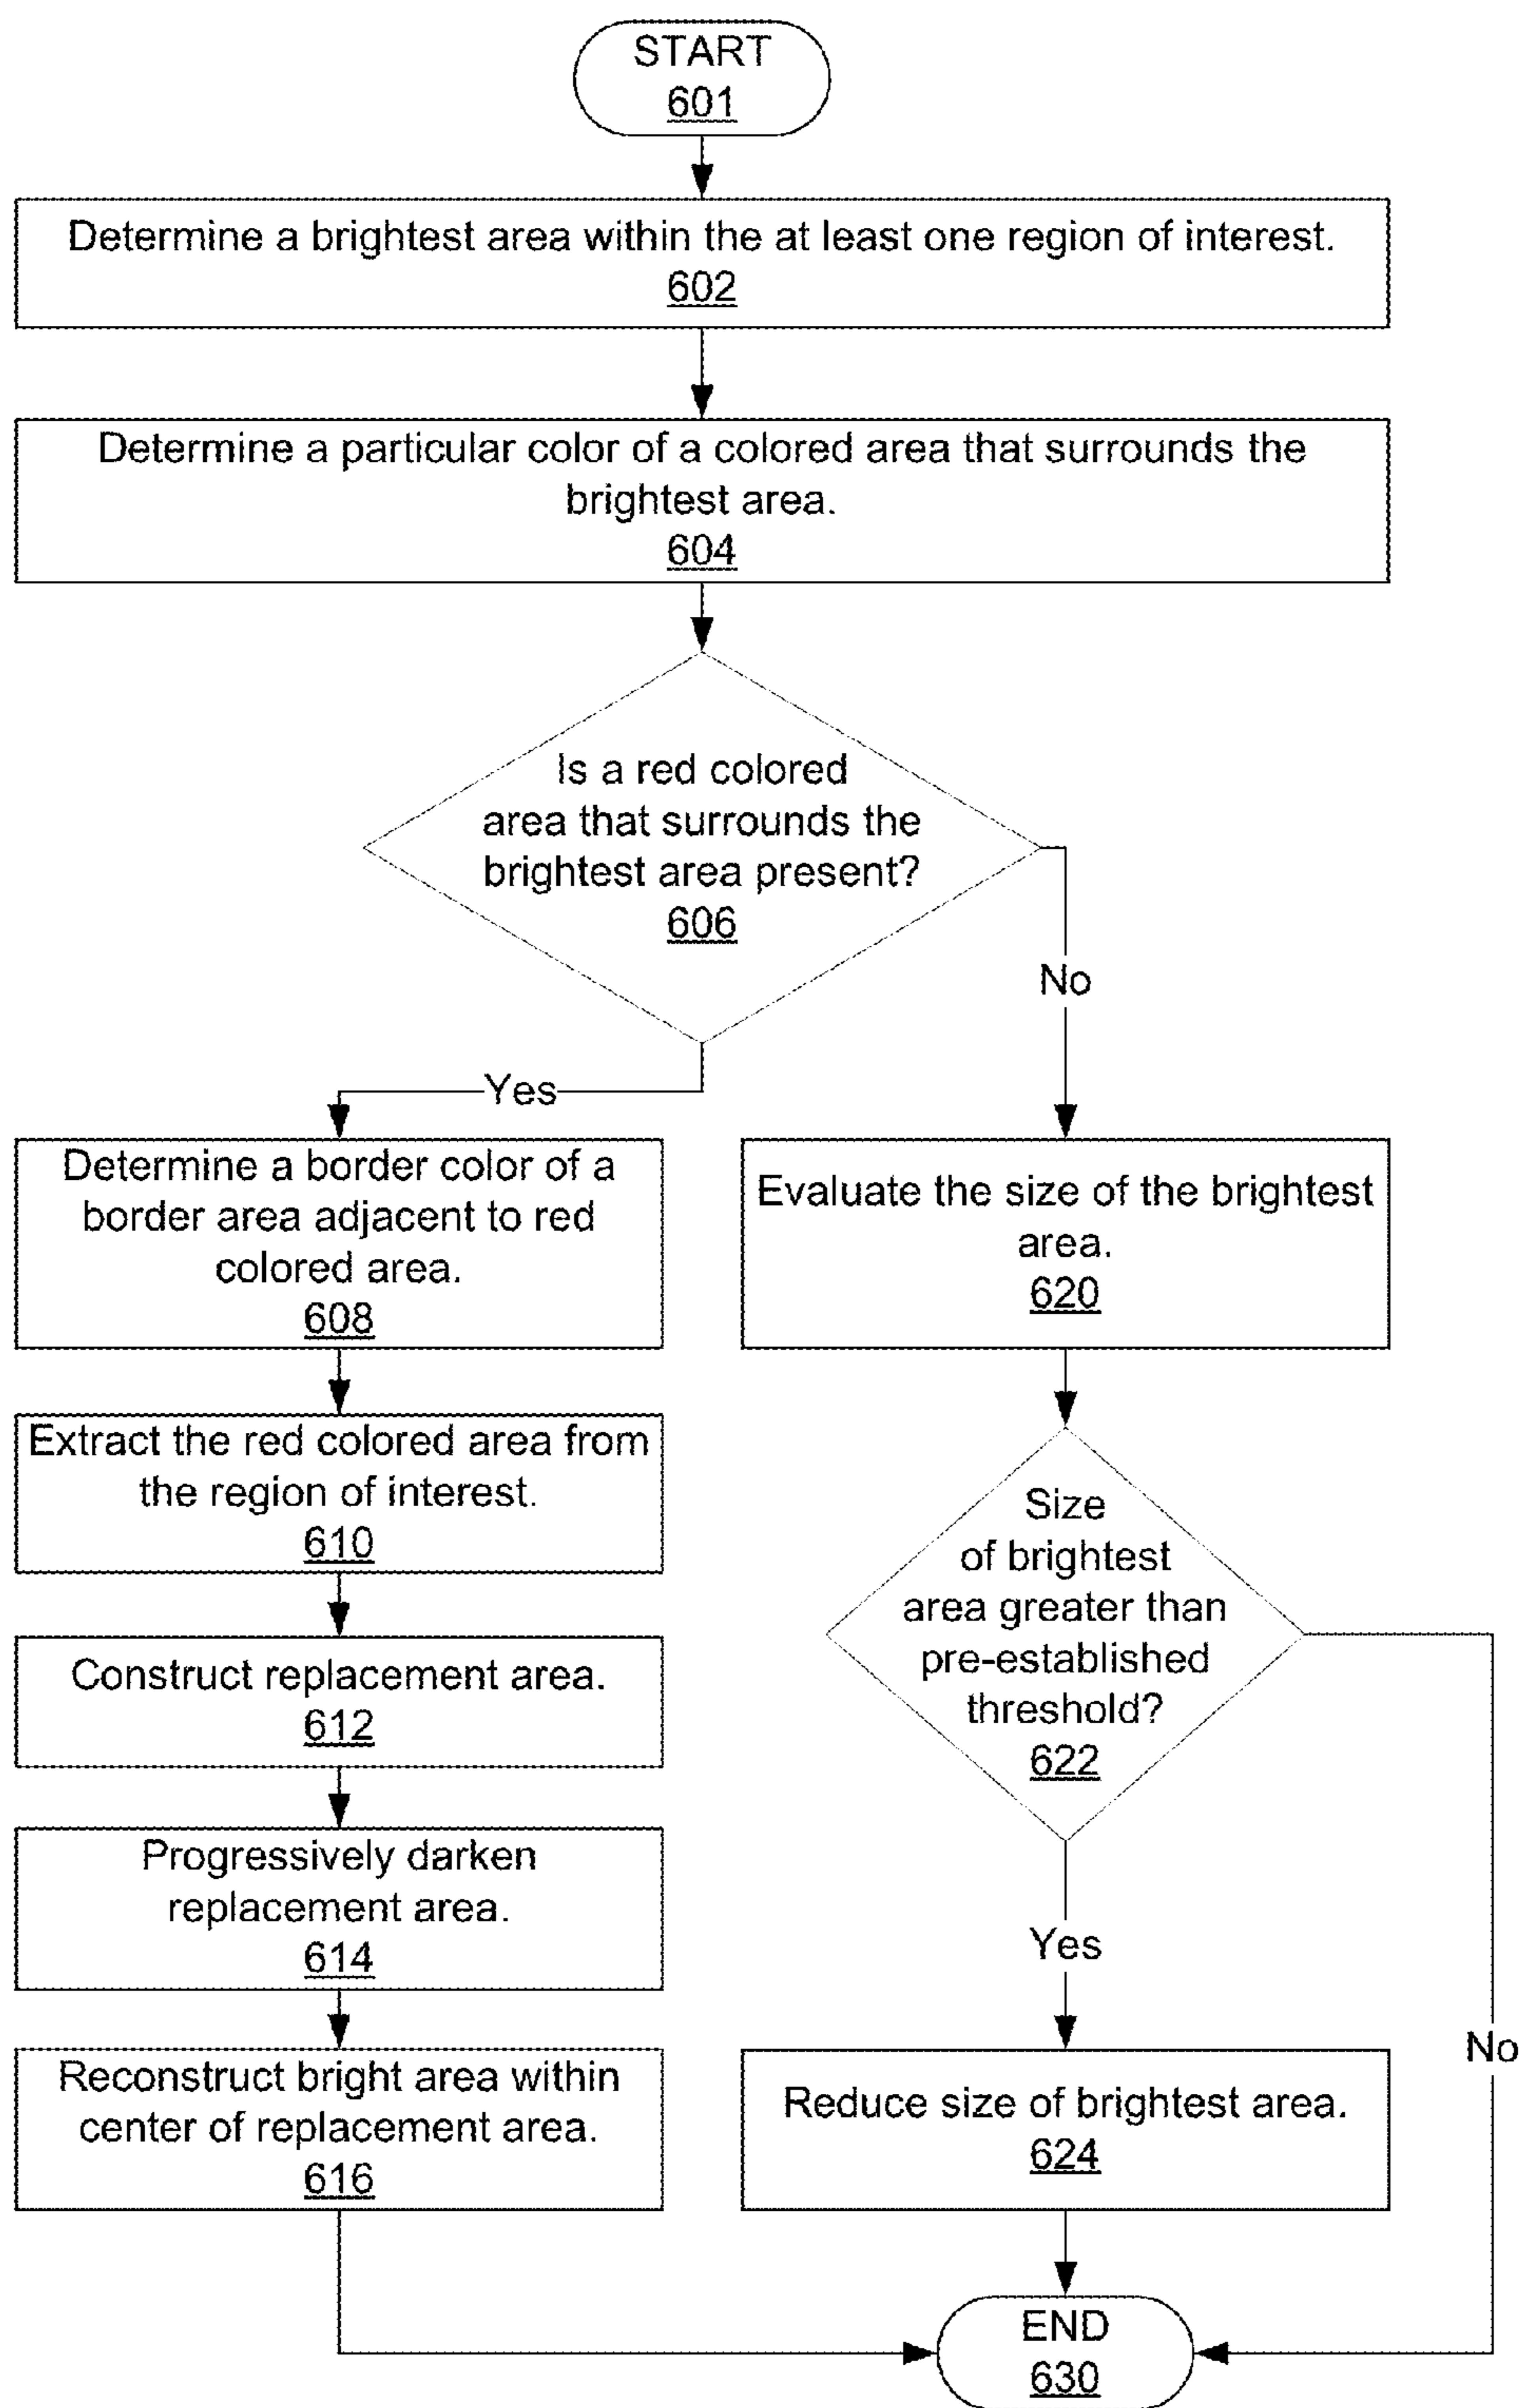 START
601
Determine a brightest area within the at least one region of interest.
602
Determine a particular color of a colored area that surrounds the
brightest area.
604
Is a red colored
area that surrounds the
brightest area present?
606
No
Yes
Determine a border color of a
border area adjacent to red
colored area.
608
Evaluate the size of the brightest
area.
620
Extract the red colored area from
the region of interest.
610
Size
of brightest
area greater than
pre-established
threshold?
622
Construct replacement area.
612
Progressively darken
replacement area.
614
Yes
No
Reconstruct bright area within
center of replacement area.
616
Reduce size of brightest area.
624
END
630